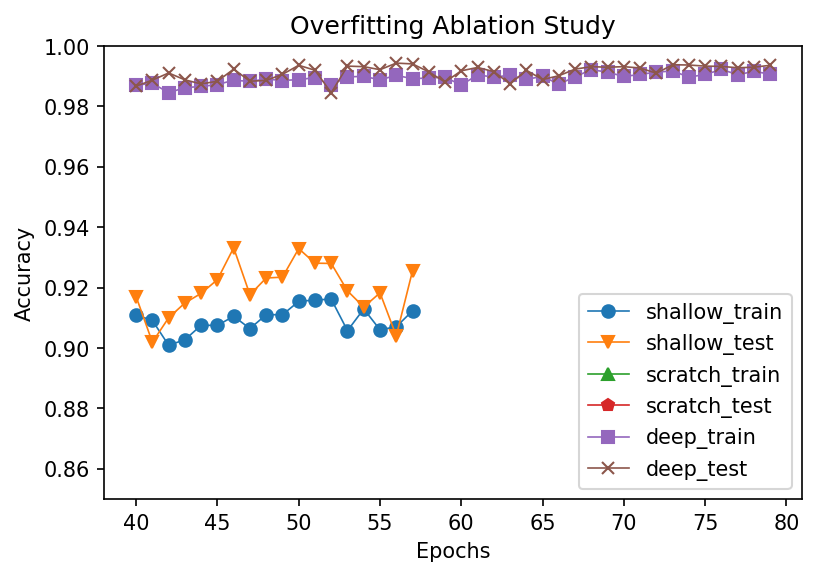 Overfitting Ablation Study
Accuracy
1.00
0.98
0.96
0.94
0.92
0.90
0.88
0.86
shallow_train
shallow_test
scratch_train
scratch_test
deep_train
deep_test
40 45 50 55 60 65 70 75 80
Epochs